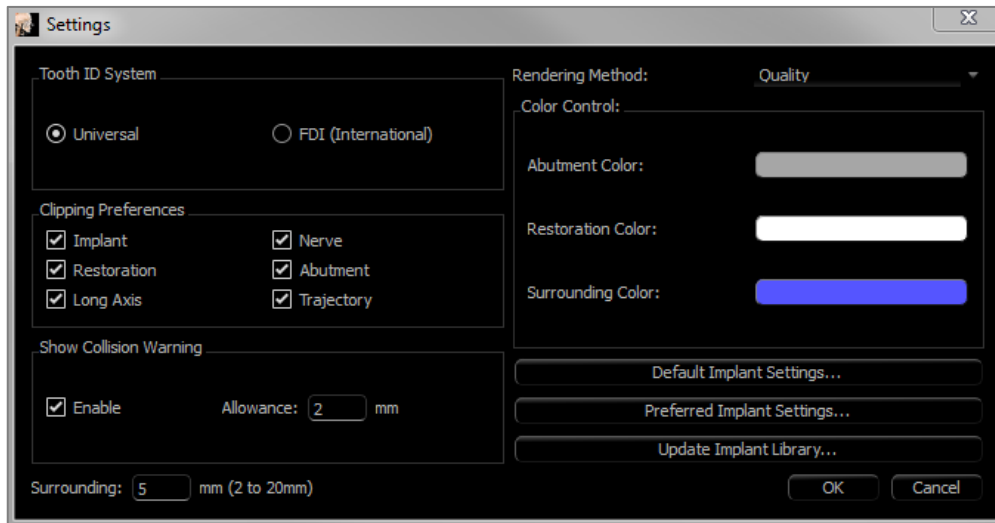 Settings
Tooth ID System
Universal
FDI (International)
Clipping Preferences
Implant
Nerve
Restoration
Abutment
Long Axis
Trajectory
Show Collision Warning
Enable
Allowance: 2 mm
Surrounding: 5 mm (2 to 20mm)
Rendering Method: Quality
Color Control:
Abutment Color:
Restoration Color:
Surrounding Color:
Default Implant Settings...
Preferred Implant Settings...
Update Implant Library...
OK
Cancel